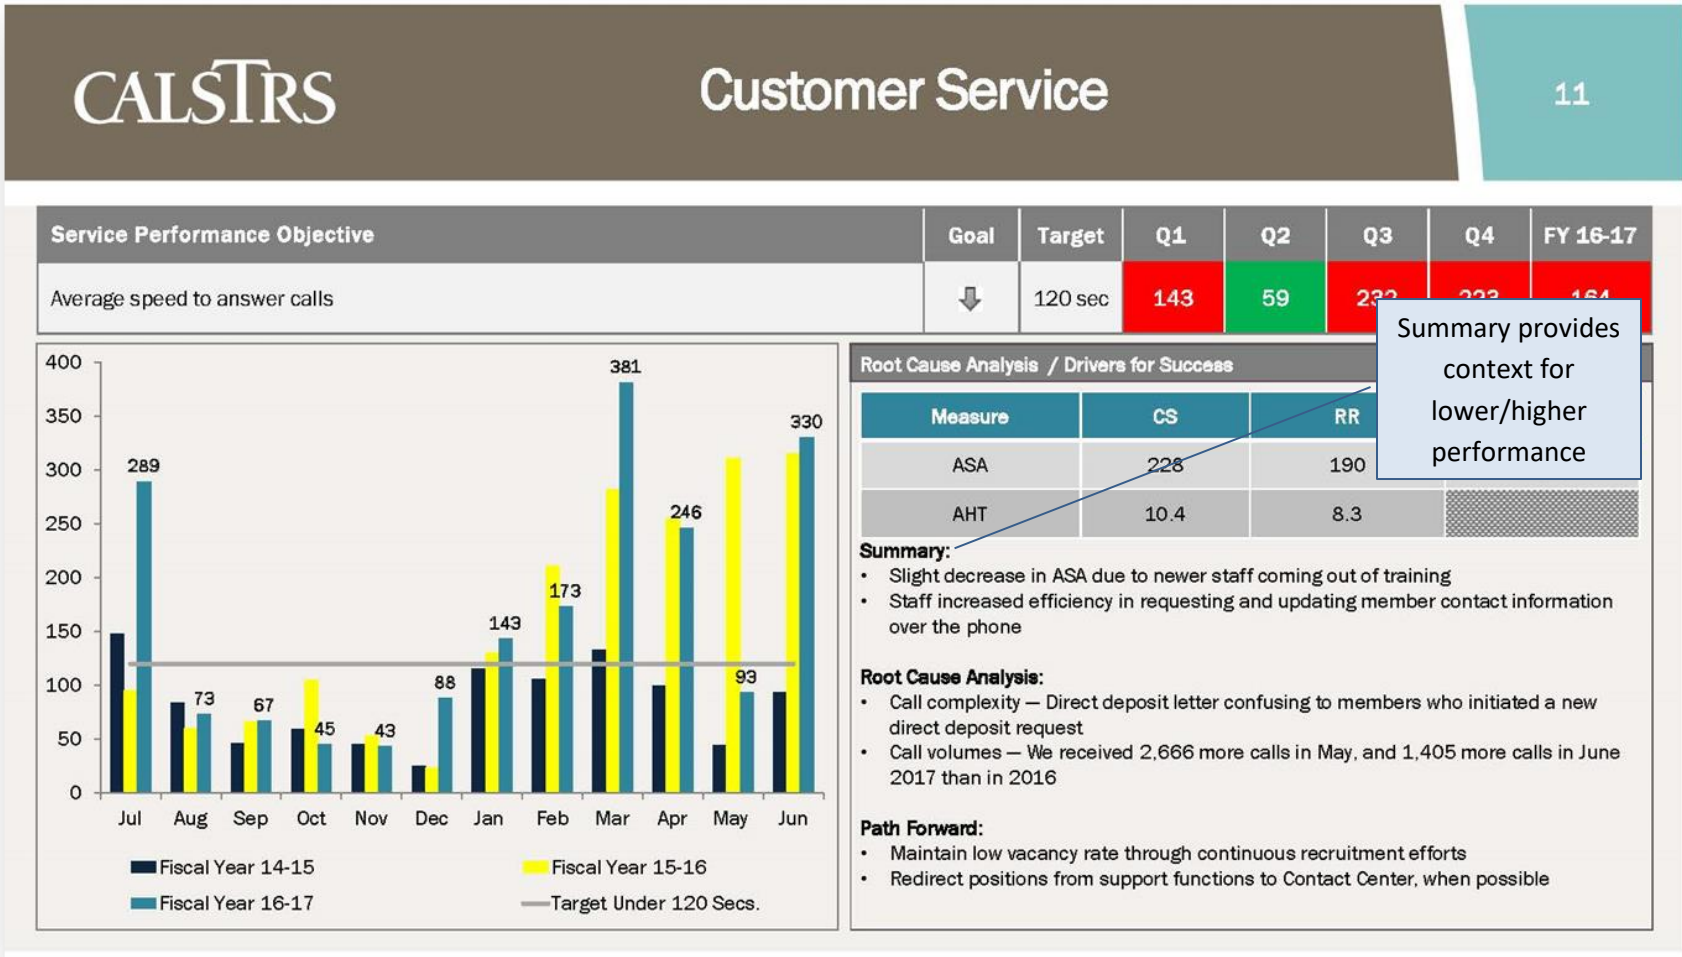 CALSTRS
Customer Service
11
Service Performance Objective Goal Target Q1 Q2 Q3 Q4 FY 16-17
Average speed to answer calls 120 sec 143 59 232 223 164
Summary provides
context for
lower/higher
performance
400
350
300
250
200
150
100
50
0
289
73
67
45
43
88
143
173
381
246
93
330
Jul Aug Sep Oct Nov Dec Jan Feb Mar Apr May Jun
Fiscal Year 14-15 Fiscal Year 15-16
Fiscal Year 16-17 Target Under 120 Secs.
Root Cause Analysis / Drivers for Success
Measure CS RR
ASA 228 190
AHT 10.4 8.3
Summary:
• Slight decrease in ASA due to newer staff coming out of training
• Staff increased efficiency in requesting and updating member contact information
over the phone
Root Cause Analysis:
• Call complexity — Direct deposit letter confusing to members who initiated a new
direct deposit request
• Call volumes — We received 2,666 more calls in May, and 1,405 more calls in June
2017 than in 2016
Path Forward:
• Maintain low vacancy rate through continuous recruitment efforts
• Redirect positions from support functions to Contact Center, when possible